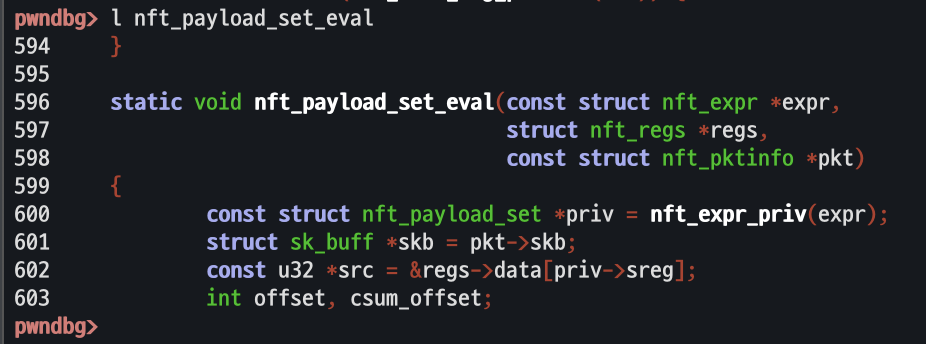 pwndbg> l nft_payload_set_eval
594 }
595
596 static void nft_payload_set_eval(const struct nft_expr *expr,
597 struct nft_regs *regs,
598 const struct nft_pktinfo *pkt)
599 {
600 const struct nft_payload_set *priv = nft_expr_priv(expr);
601 struct sk_buff *skb = pkt->skb;
602 const u32 *src = &regs->data[priv->sreg];
603 int offset, csum_offset;
pwndbg>